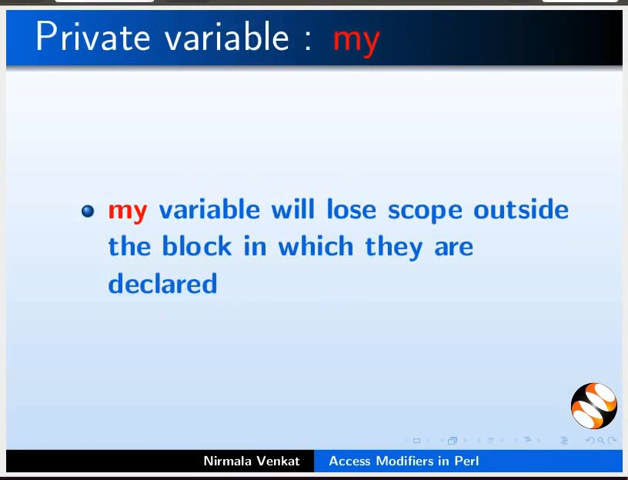 Private variable : my
my variable will lose scope outside
the block in which they are
declared
Nirmala Venkat
Access Modifiers in Perl